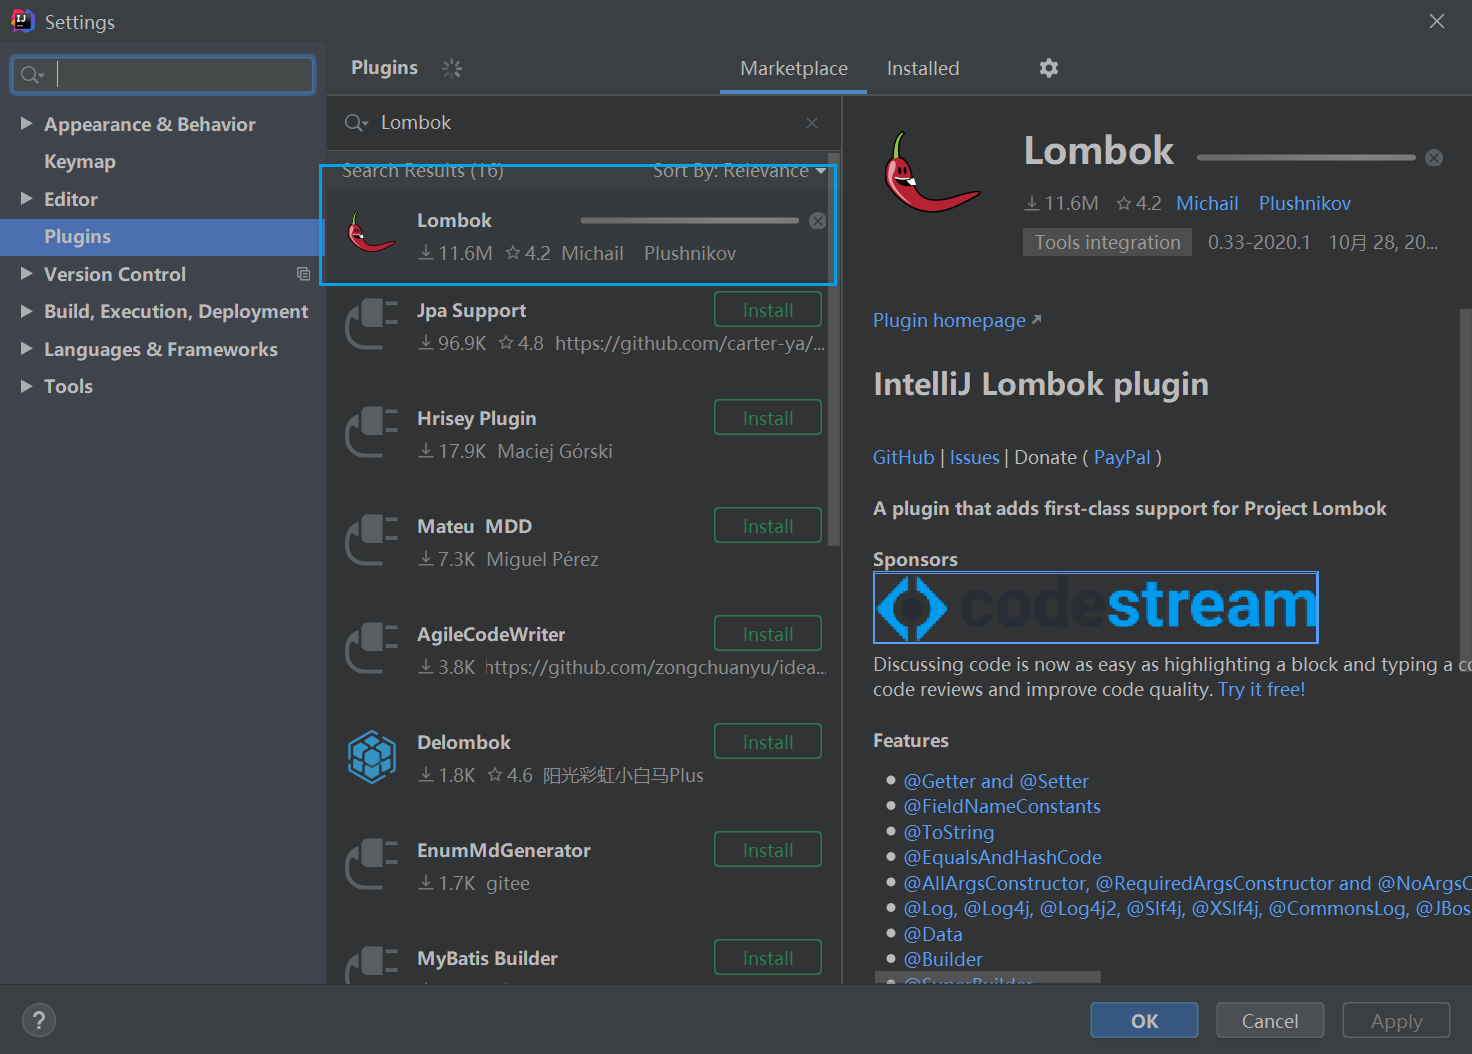 Settings
Plugins
Marketplace
Installed
Appearance & Behavior
Keymap
Editor
Plugins
Version Control
Build, Execution, Deployment
Languages & Frameworks
Tools
Lombok
Search Results (16)
Sort By: Relevance
Lombok
11.6M 4.2 Michail Plushnikov
Jpa Support
Install
96.9K 4.8 https://github.com/carter-ya/...
Hrisey Plugin
Install
17.9K Maciej Górski
Mateu MDD
Install
7.3K Miguel Pérez
AgileCodeWriter
Install
3.8K https://github.com/zongchuanyu/idea...
Delombok
Install
1.8K 4.6 阳光彩虹小白马Plus
EnumMdGenerator
Install
1.7K gitee
MyBatis Builder
Install
Lombok
11.6M 4.2 Michail Plushnikov
Tools integration 0.33-2020.1 10月 28, 20...
Plugin homepage
IntelliJ Lombok plugin
GitHub | Issues | Donate ( PayPal )
A plugin that adds first-class support for Project Lombok
Sponsors
codestream
Discussing code is now as easy as highlighting a block and typing a co
code reviews and improve code quality. Try it free!
Features
@Getter and @Setter
@FieldNameConstants
@ToString
@EqualsAndHashCode
@AllArgsConstructor, @RequiredArgsConstructor and @NoArgsC
@Log, @Log4j, @Log4j2, @Slf4j, @XSlf4j, @CommonsLog, @JBos
@Data
@Builder
@SuperBuilder
?
OK
Cancel
Apply